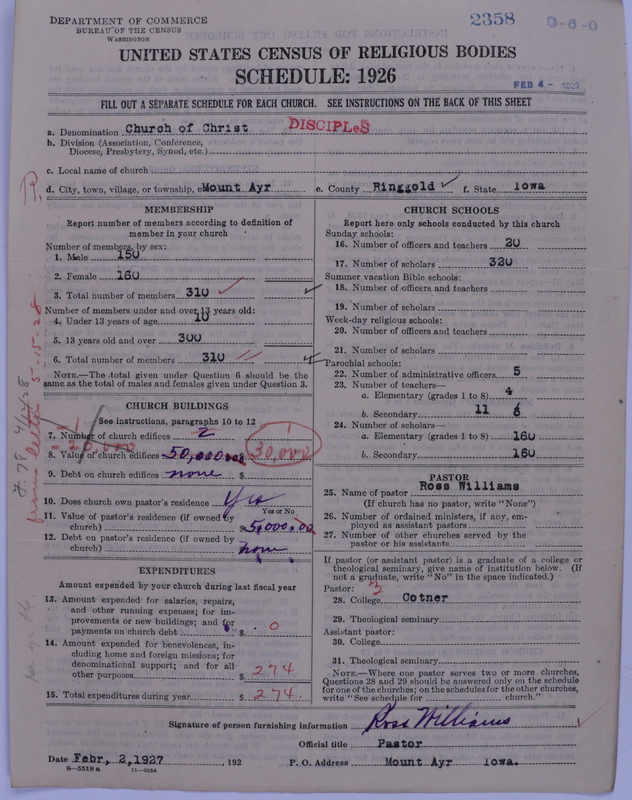 DEPARTMENT OF COMMERCE
BUREAU OF THE CENSUS
WASHINGTON
2358
0-6-0
UNITED STATES CENSUS OF RELIGIOUS BODIES
SCHEDULE: 1926
FEB 4 - 1927
FILL OUT A SEPARATE SCHEDULE FOR EACH CHURCH. SEE INSTRUCTIONS ON THE BACK OF THIS SHEET
a. Denomination Church of Christ DISCIPLeS
b. Division (Association, Conference,
Diocese, Presbytery, Synod, etc.)
c. Local name of church
d. City, town, village, or township, Mount Ayr e. County Ringgold f. State Iowa
MEMBERSHIP
Report number of members according to definition of
member in your church
Number of members, by sex:
1. Male 150
2. Female 160
3. Total number of members 310
Number of members under and over 13 years old:
4. Under 13 years of age 10
5. 13 years old and over 300
6. Total number of members 310
NOTE.—The total given under Question 6 should be the
same as the total of males and females given under Question 3.
CHURCH BUILDINGS
See instructions, paragraphs 10 to 12
7. Number of church edifices 2
1
8. Value of church edifices 50,000.00 30,000
9. Debt on church edifices none $
10. Does church own pastor's residence Yes
Yes or No
11. Value of pastor's residence (if owned by
church) $5,000.00
12. Debt on pastor's residence (if owned by
church) none
EXPENDITURES
Amount expended by your church during last fiscal year
13. Amount expended for salaries, repairs,
and other running expenses; for im-
provements or new buildings; and for
payments on church debt $ 0
14. Amount expended for benevolences, in-
cluding home and foreign missions; for
denominational support; and for all
other purposes $ 274
15. Total expenditures during year $ 274
CHURCH SCHOOLS
Report here only schools conducted by this church
Sunday schools:
16. Number of officers and teachers 20
17. Number of scholars 320
Summer vacation Bible schools:
18. Number of officers and teachers
19. Number of scholars
Week-day religious schools:
20. Number of officers and teachers
21. Number of scholars
Parochial schools:
22. Number of administrative officers 5
23. Number of teachers—
a. Elementary (grades 1 to 8) 4
b. Secondary 11
24. Number of scholars—
a. Elementary (grades 1 to 8) 160
b. Secondary 160
PASTOR
25. Name of pastor Ross Williams
(If church has no pastor, write "None")
26. Number of ordained ministers, if any, em-
ployed as assistant pastors
27. Number of other churches served by the
pastor or his assistants
If pastor (or assistant pastor) is a graduate of a college or
theological seminary, give name of institution below. (If
not a graduate, write "No" in the space indicated.)
Pastor: 3
28. College Cotner
29. Theological seminary
Assistant pastor:
30. College
31. Theological seminary
NOTE.—Where one pastor serves two or more churches,
Questions 28 and 29 should be answered only on the schedule
for one of the churches; on the schedules for the other churches,
write "See schedule for church."
Signature of person furnishing information Ross Williams
Official title Pastor
Date Febr, 2,1927 , 192 P. O. Address Mount Ayr Iowa.
8—5519 a 11—9054
from letter 5-15-28